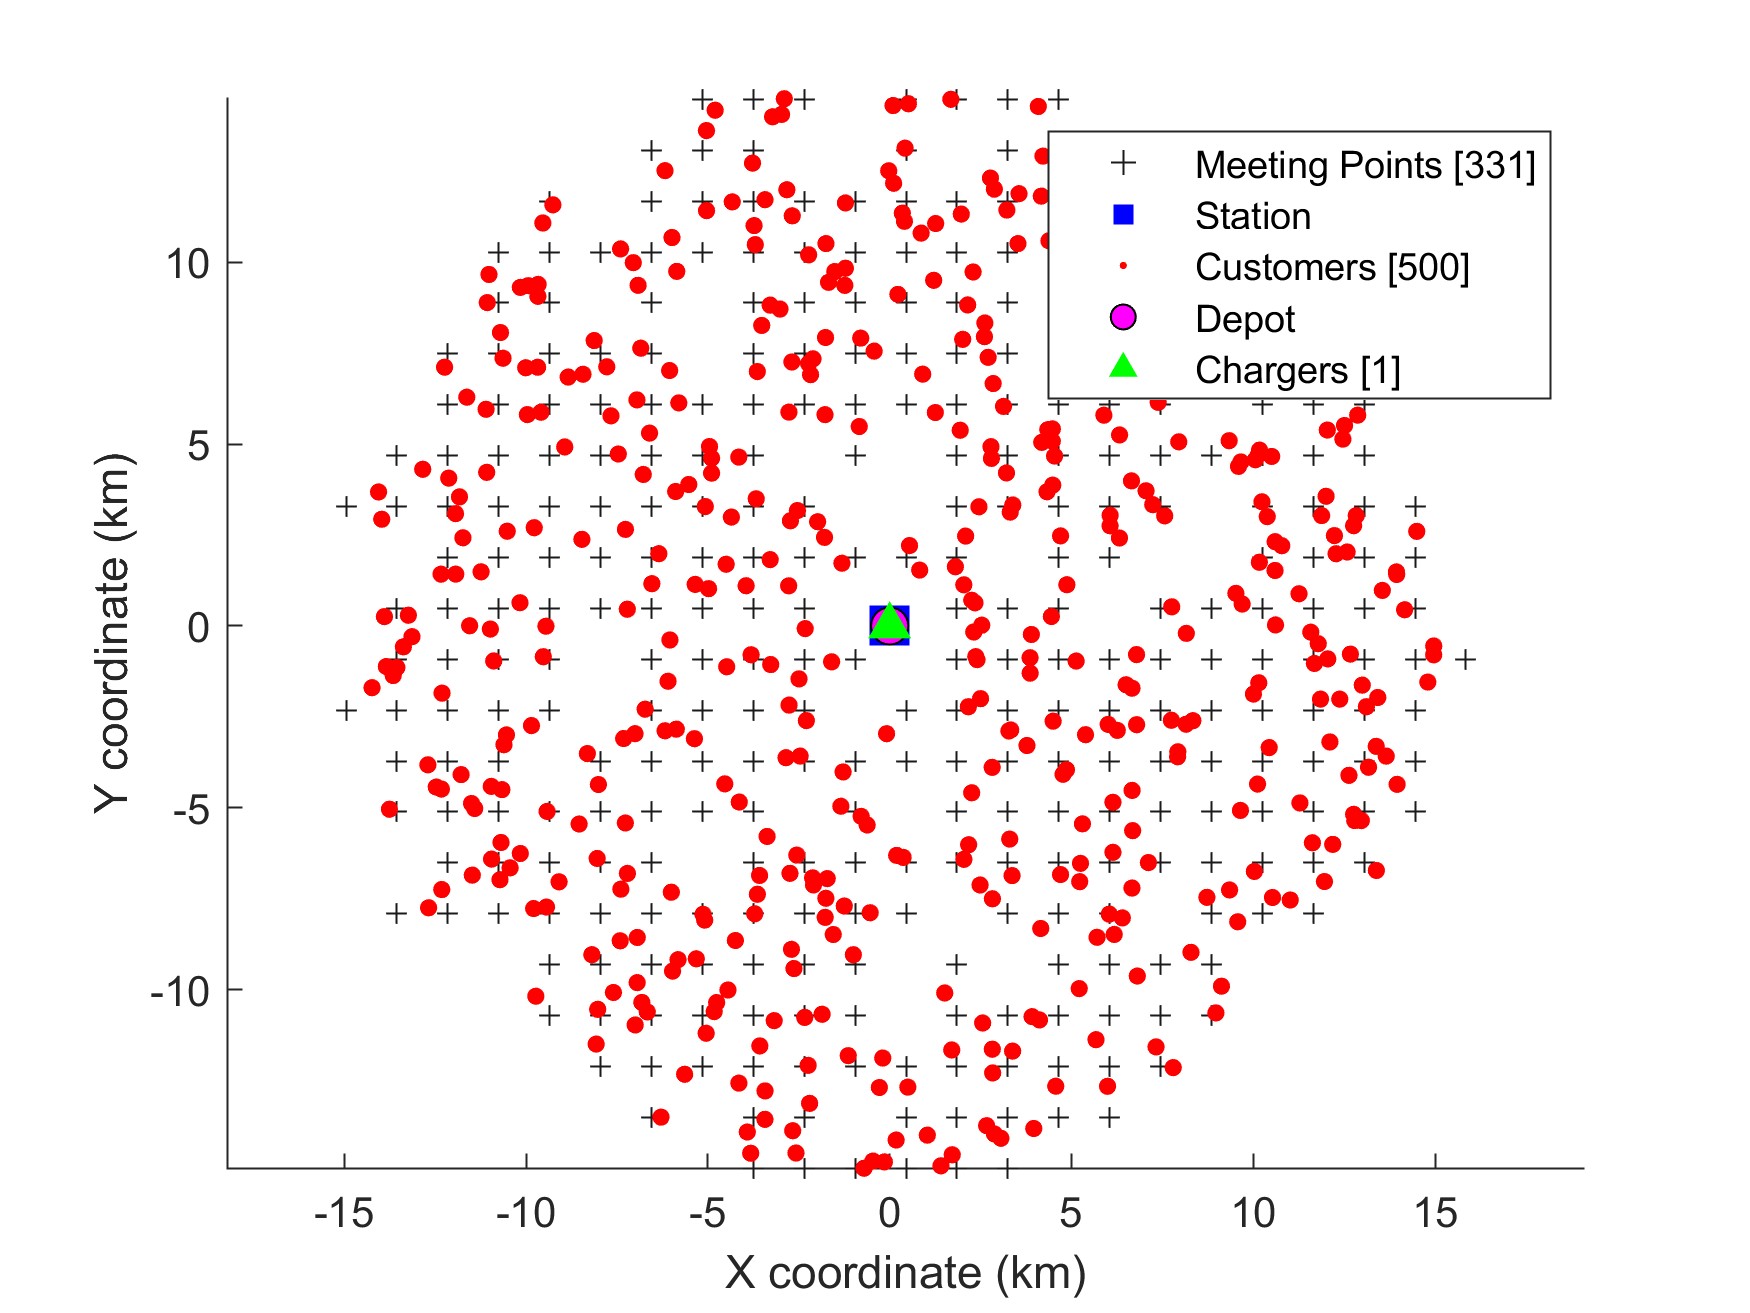 Meeting Points [331]
Station
Customers [500]
Depot
Chargers [1]
10
5
0
-5
-10
Y coordinate (km)
-15 -10 -5 0 5 10 15
X coordinate (km)